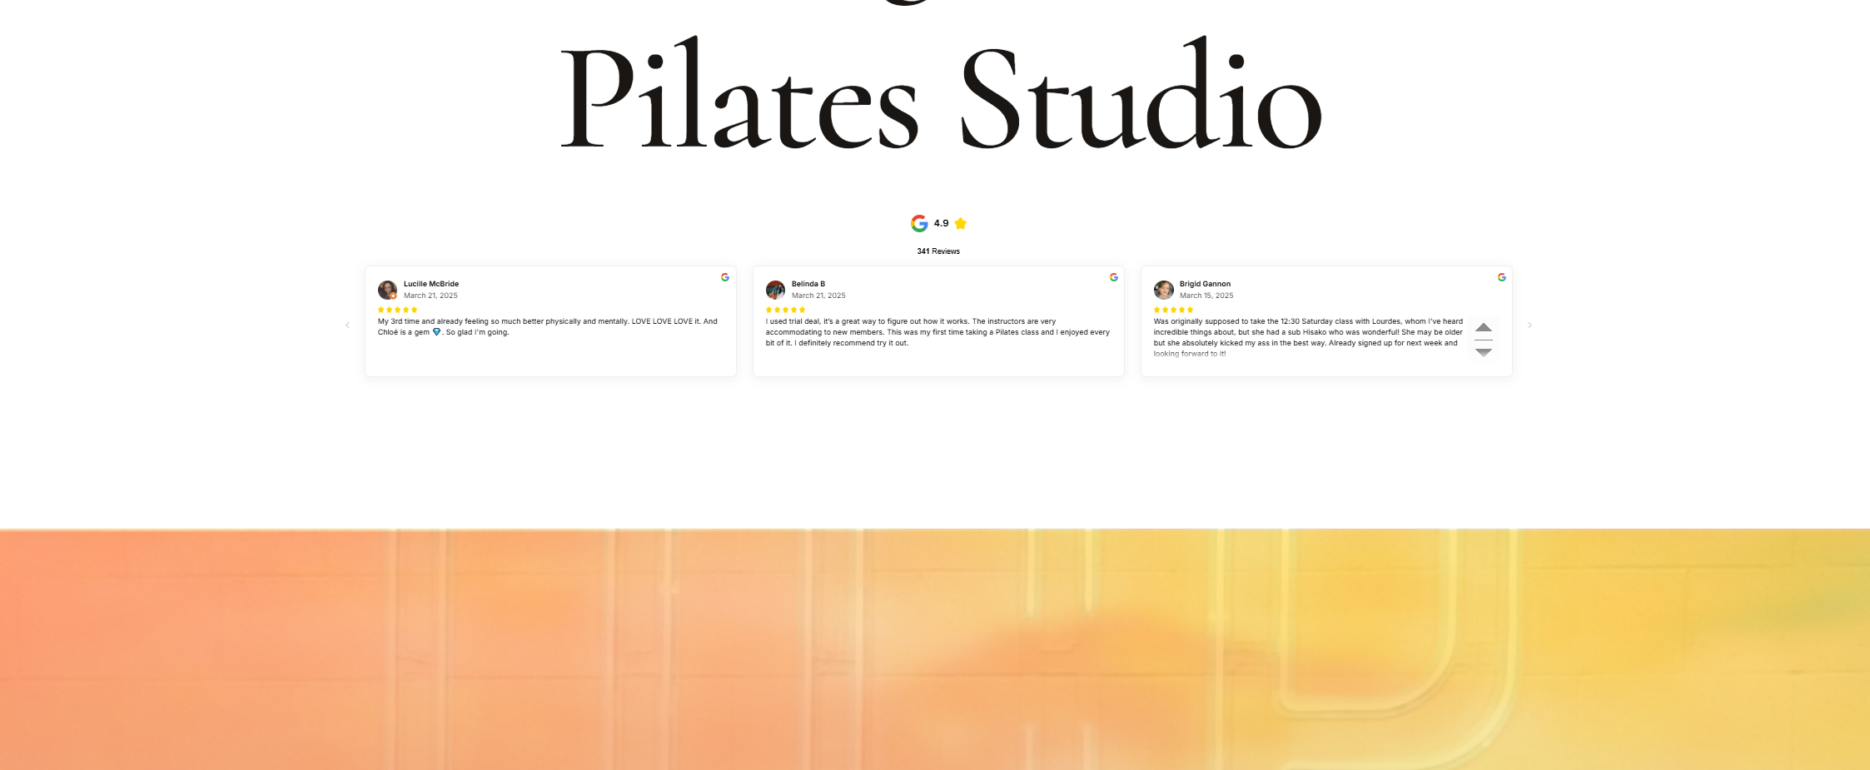 Pilates Studio
4.9
341 Reviews
Lucille McBride
March 21, 2025
My 3rd time and already feeling so much better physically and mentally. LOVE LOVE LOVE it. And
Chloé is a gem 💎. So glad I'm going.
Belinda B
March 21, 2025
I used trial deal, it's a great way to figure out how it works. The instructors are very
accommodating to new members. This was my first time taking a Pilates class and I enjoyed every
bit of it. I definitely recommend try it out.
Brigid Gannon
March 15, 2025
Was originally supposed to take the 12:30 Saturday class with Lourdes, whom I've heard
incredible things about, but she had a sub Hisako who was wonderful! She may be older
but she absolutely kicked my ass in the best way. Already signed up for next week and
looking forward to it!